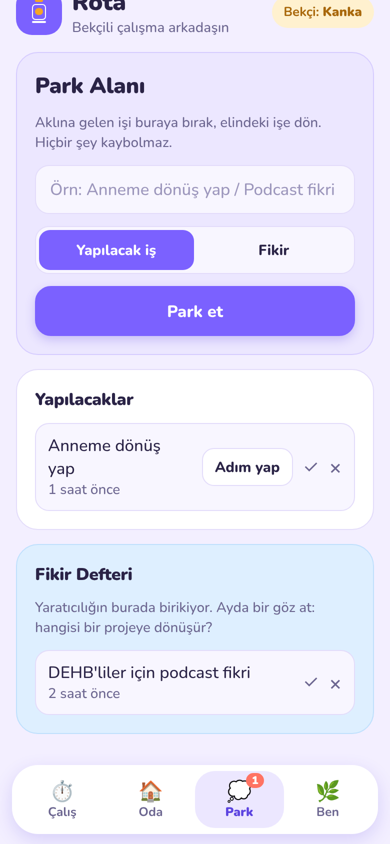 Rota
Bekçili çalışma arkadaşın
Bekçi: Kanka
Park Alanı
Aklına gelen işi buraya bırak, elindeki işe dön.
Hiçbir şey kaybolmaz.
Örn: Anneme dönüş yap / Podcast fikri
Yapılacak iş
Fikir
Park et
Yapılacaklar
Anneme dönüş
yap
1 saat önce
Adım yap
Fikir Defteri
Yaratıcılığın burada birikiyor. Ayda bir göz at:
hangisi bir projeye dönüşür?
DEHB'liler için podcast fikri
2 saat önce
1
Çalış
Oda
Park
Ben